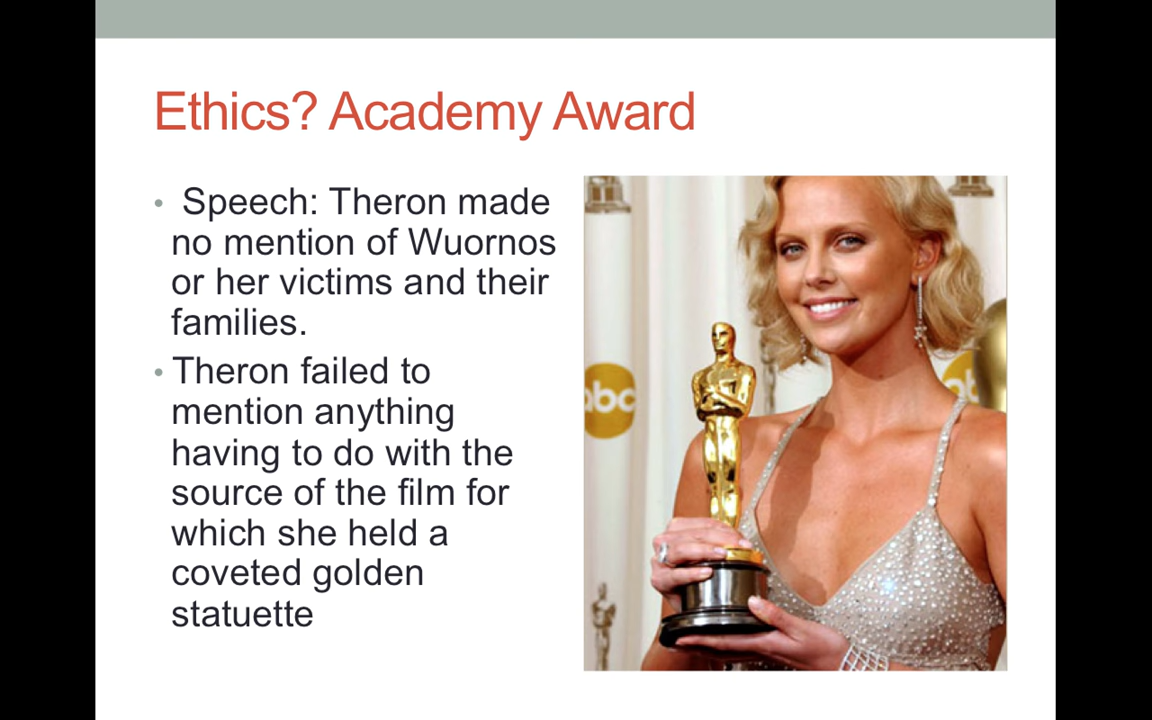 Ethics? Academy Award
• Speech: Theron made
no mention of Wuornos
or her victims and their
families.
• Theron failed to
mention anything
having to do with the
source of the film for
which she held a
coveted golden
statuette
abc
ab